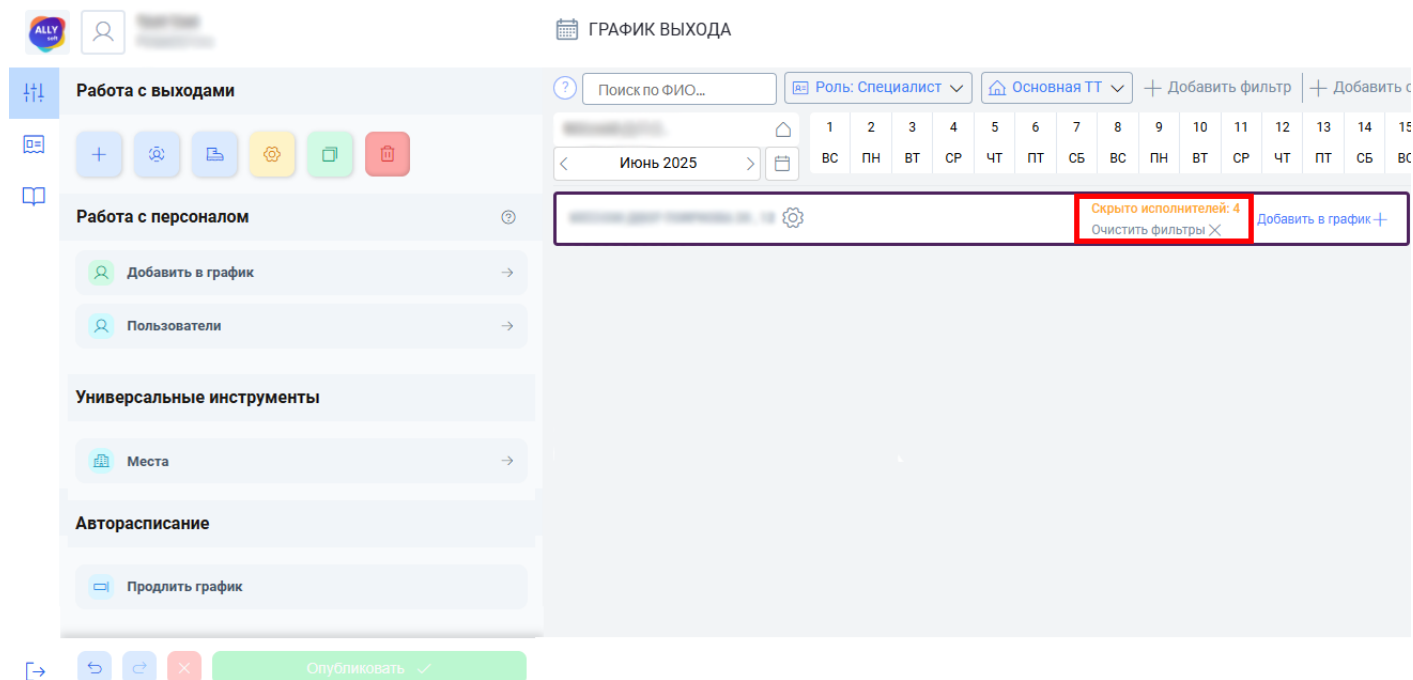 ALLY
soft
ГРАФИК ВЫХОДА
Работа с выходами
Работа с персоналом
Добавить в график
Пользователи
Универсальные инструменты
Места
Авторасписание
Продлить график
Опубликовать
Поиск по ФИО...
Роль: Специалист
Основная ТТ
Добавить фильтр
Добавить с
Июнь 2025
1 2 3 4 5 6 7 8 9 10 11 12 13 14 15
ВС ПН ВТ СР ЧТ ПТ СБ ВС ПН ВТ СР ЧТ ПТ СБ ВС
Скрыто исполнителей: 4
Очистить фильтры
Добавить в график